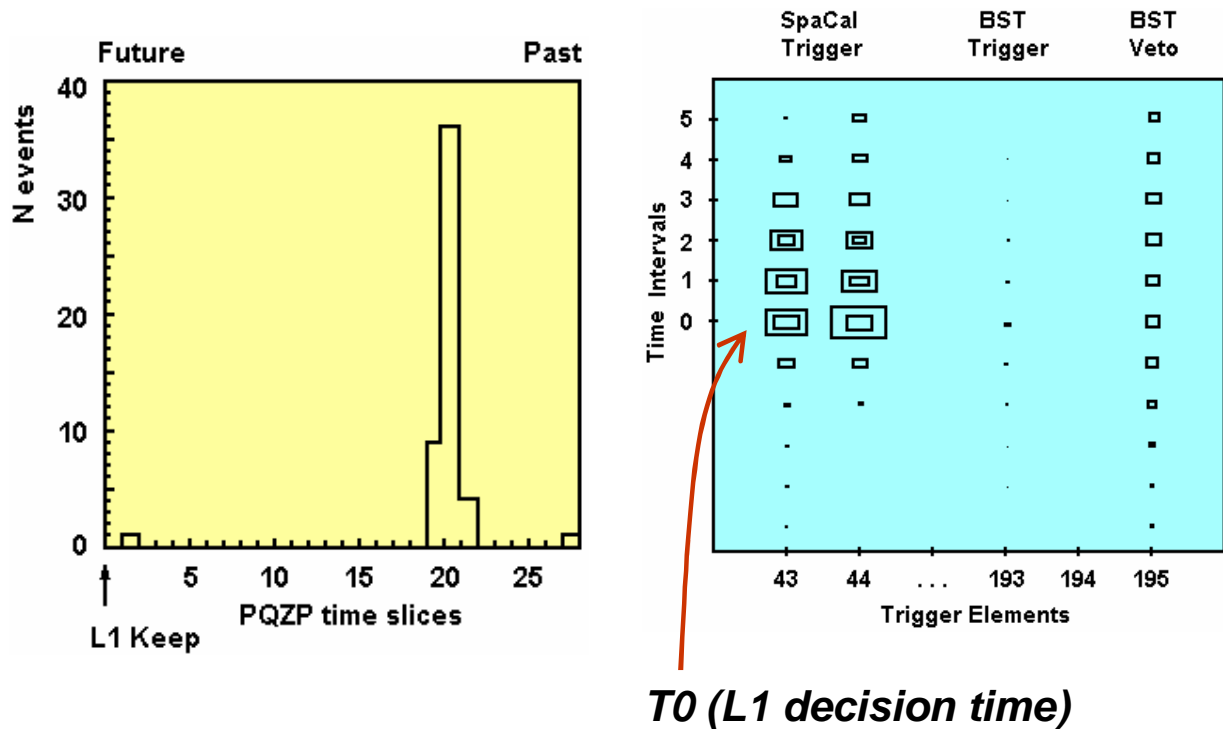 Future Past
N events
40
30
20
10
0
5 10 15 20 25
PQZP time slices
L1 Keep
SpaCal Trigger
BST Trigger
BST Veto
Time Intervals
5
4
3
2
1
0
43 44 ... 193 194 195
Trigger Elements
T0 (L1 decision time)